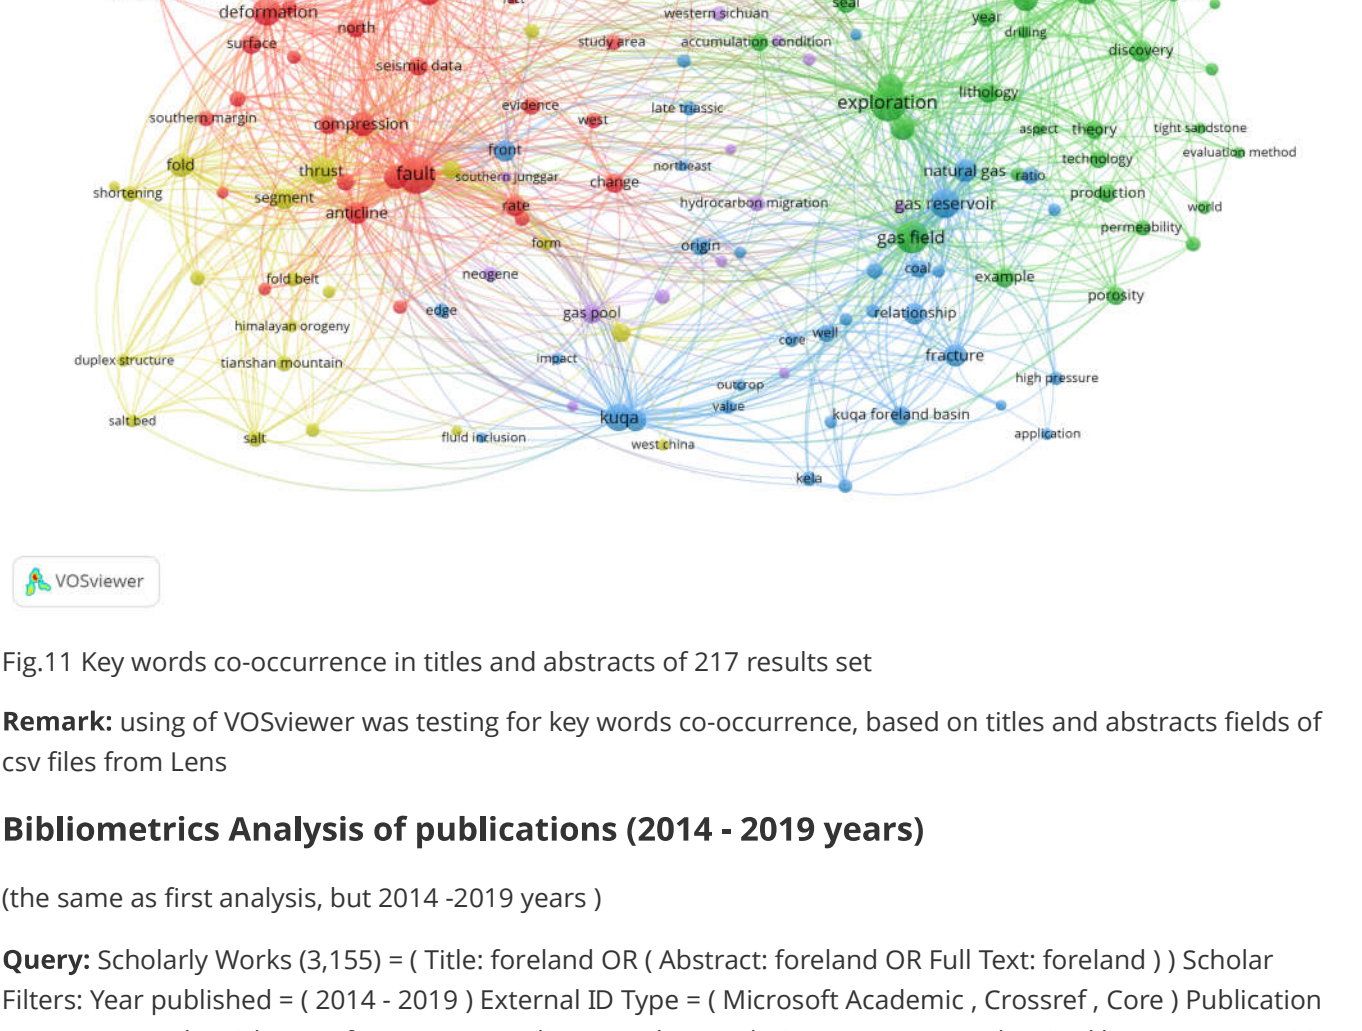 deformation
western sichuan
seal
year
north
drilling
surface
study area
accumulation condition
discovery
seismic data
exploration
lithology
evidence
late triassic
southern margin
compression
west
aspect
theory
tight sandstone
front
evaluation method
fold
thrust
fault
southern junggar
northeast
natural gas
ratio
technology
shortening
segment
change
hydrocarbon migration
gas reservoir
production
anticline
rate
world
form
origin
gas field
permeability
fold belt
neogene
coal
example
porosity
edge
gas pool
relationship
himalayan orogeny
well
core
duplex structure
tianshan mountain
impact
fracture
outcrop
high pressure
salt bed
value
kuqa
kuqa foreland basin
salt
fluid inclusion
west china
application
kela
VOSviewer
Fig.11 Key words co-occurrence in titles and abstracts of 217 results set
Remark: using of VOSviewer was testing for key words co-occurrence, based on titles and abstracts fields of
csv files from Lens
Bibliometrics Analysis of publications (2014 - 2019 years)
(the same as first analysis, but 2014 -2019 years )
Query: Scholarly Works (3,155) = ( Title: foreland OR ( Abstract: foreland OR Full Text: foreland ) ) Scholar
Filters: Year published = ( 2014 - 2019 ) External ID Type = ( Microsoft Academic , Crossref , Core ) Publication